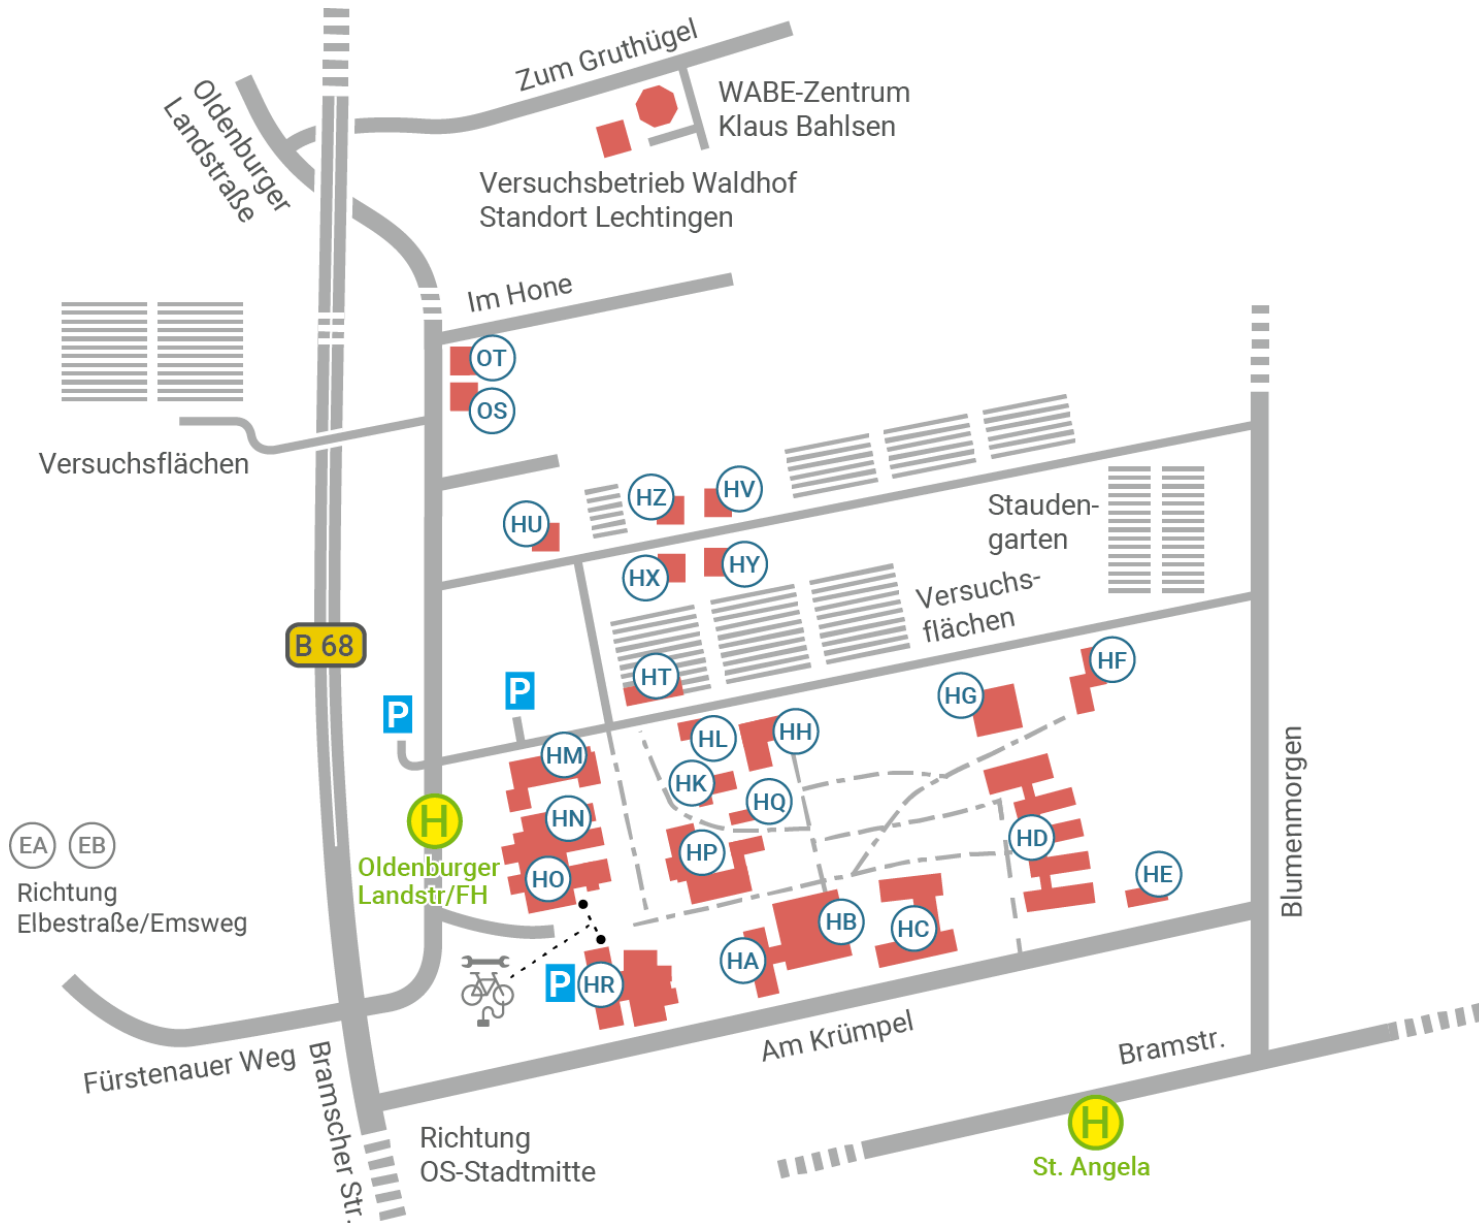 Zum Gruthügel
Oldenburger
Landstraße
WABE-Zentrum
Klaus Bahlsen
Versuchsbetrieb Waldhof
Standort Lechtingen
Im Hone
OT
OS
Versuchsflächen
HZ
HV
HU
Stauden-
garten
HX
HY
Versuchs-
flächen
B 68
HT
HF
HG
P
P
HL
HH
HM
HK
HQ
HN
H
Oldenburger
Landstr/FH
HP
HO
HD
HE
Blumenmorgen
EA
EB
Richtung
Elbestraße/Emsweg
HB
HC
HA
P
HR
Am Krümpel
Bramstr.
Fürstenauer Weg
Bramscher Str.
H
St. Angela
Richtung
OS-Stadtmitte